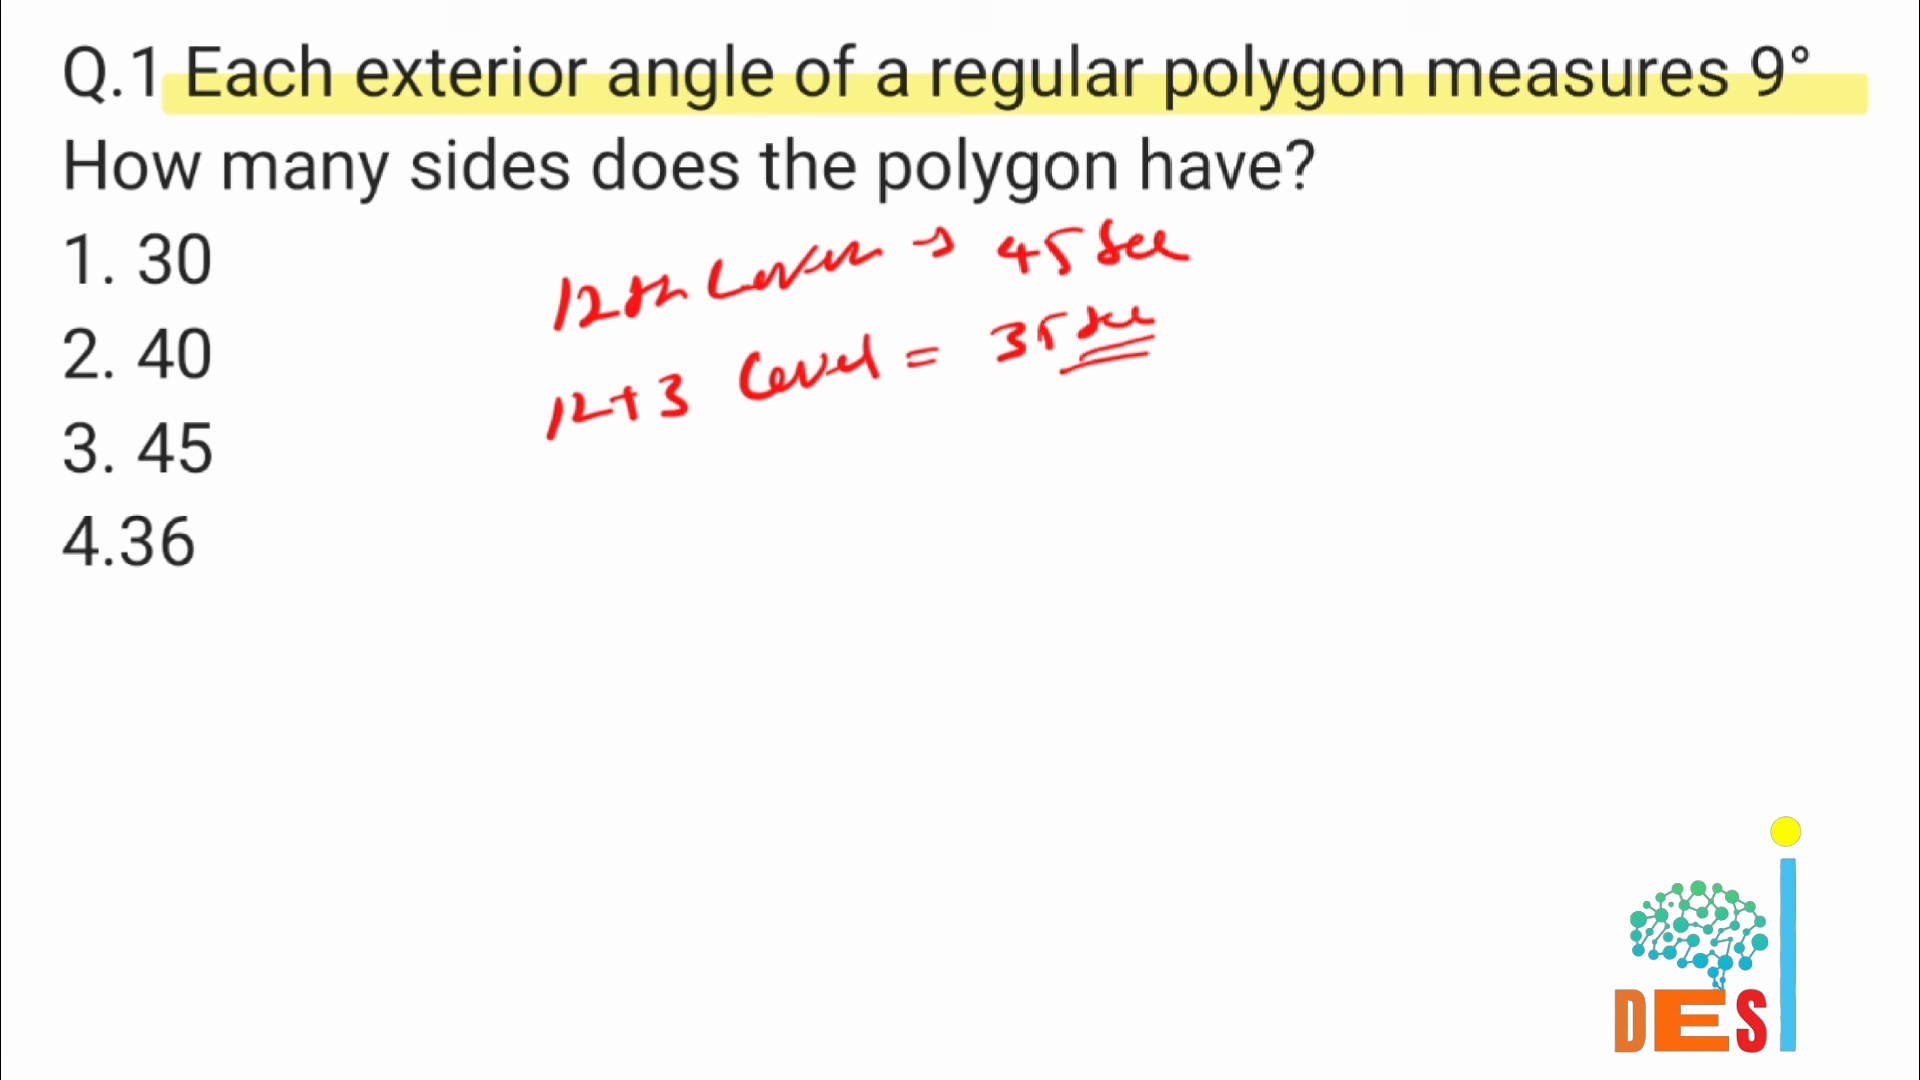 Q.1 Each exterior angle of a regular polygon measures 9°
How many sides does the polygon have?
1. 30
2. 40
3. 45
4.36
12th Level → 45 sec
12+3 Level = 35 sec
DESi